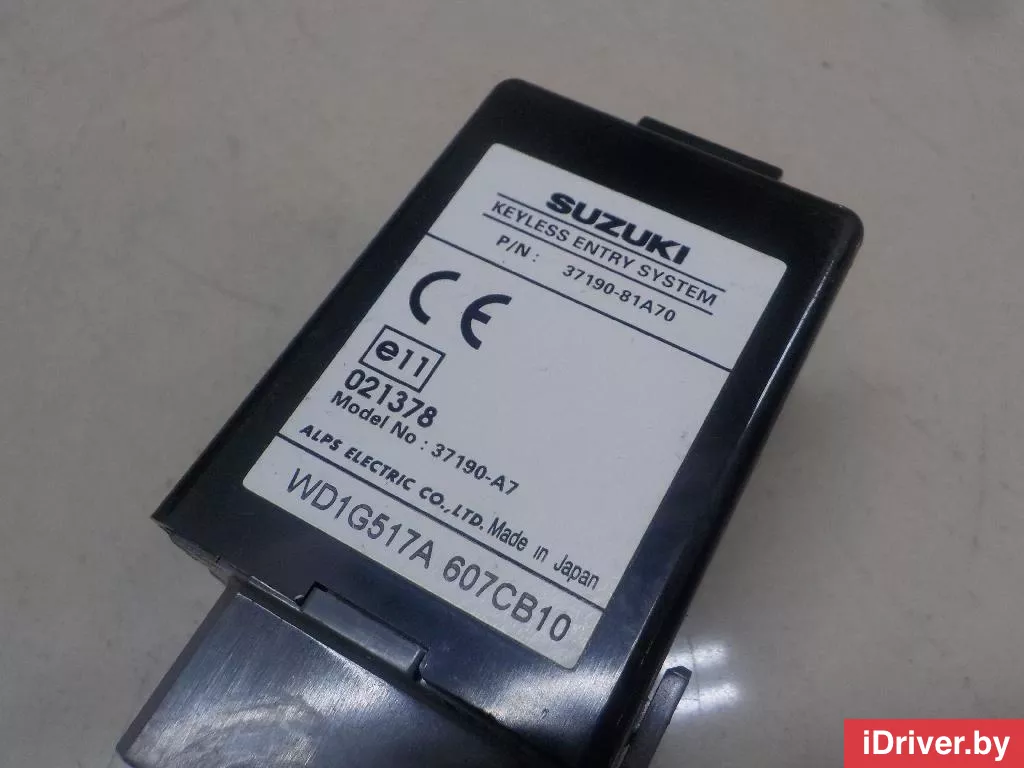 SUZUKI
KEYLESS ENTRY SYSTEM
P/N: 37190-81A70
CE
e11
021378
Model No : 37190-A7
ALPS ELECTRIC CO., LTD. Made in Japan
WD1G517A 607CB10
iDriver.by